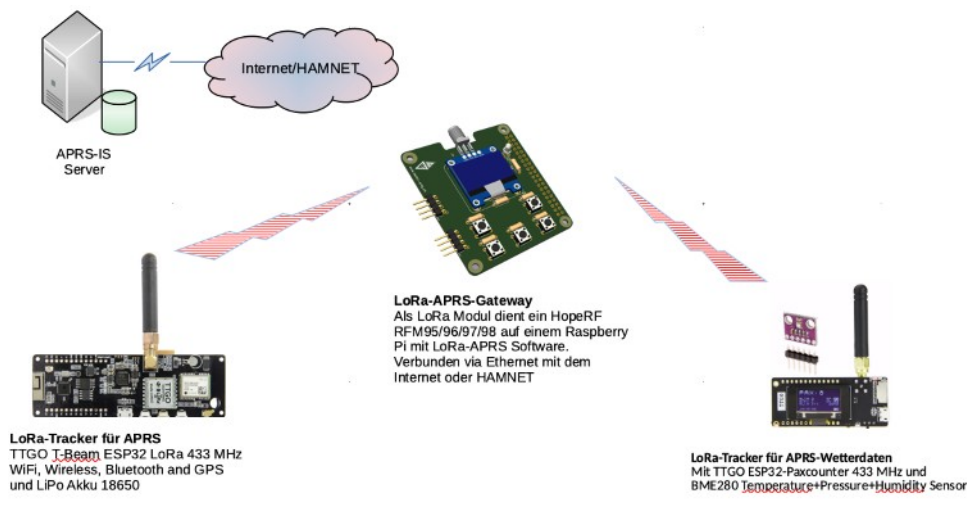 Internet/HAMNET
APRS-IS
Server
LoRa-APRS-Gateway
Als LoRa Modul dient ein HopeRF
RFM95/96/97/98 auf einem Raspberry
Pi mit LoRa-APRS Software.
Verbunden via Ethernet mit dem
Internet oder HAMNET
TTGO
LoRa-Tracker für APRS
TTGO T-Beam ESP32 LoRa 433 MHz
WiFi, Wireless, Bluetooth and GPS
und LiPo Akku 18650
LoRa-Tracker für APRS-Wetterdaten
Mit TTGO ESP32-Paxcounter 433 MHz und
BME280 Temperature+Pressure+Humidity Sensor